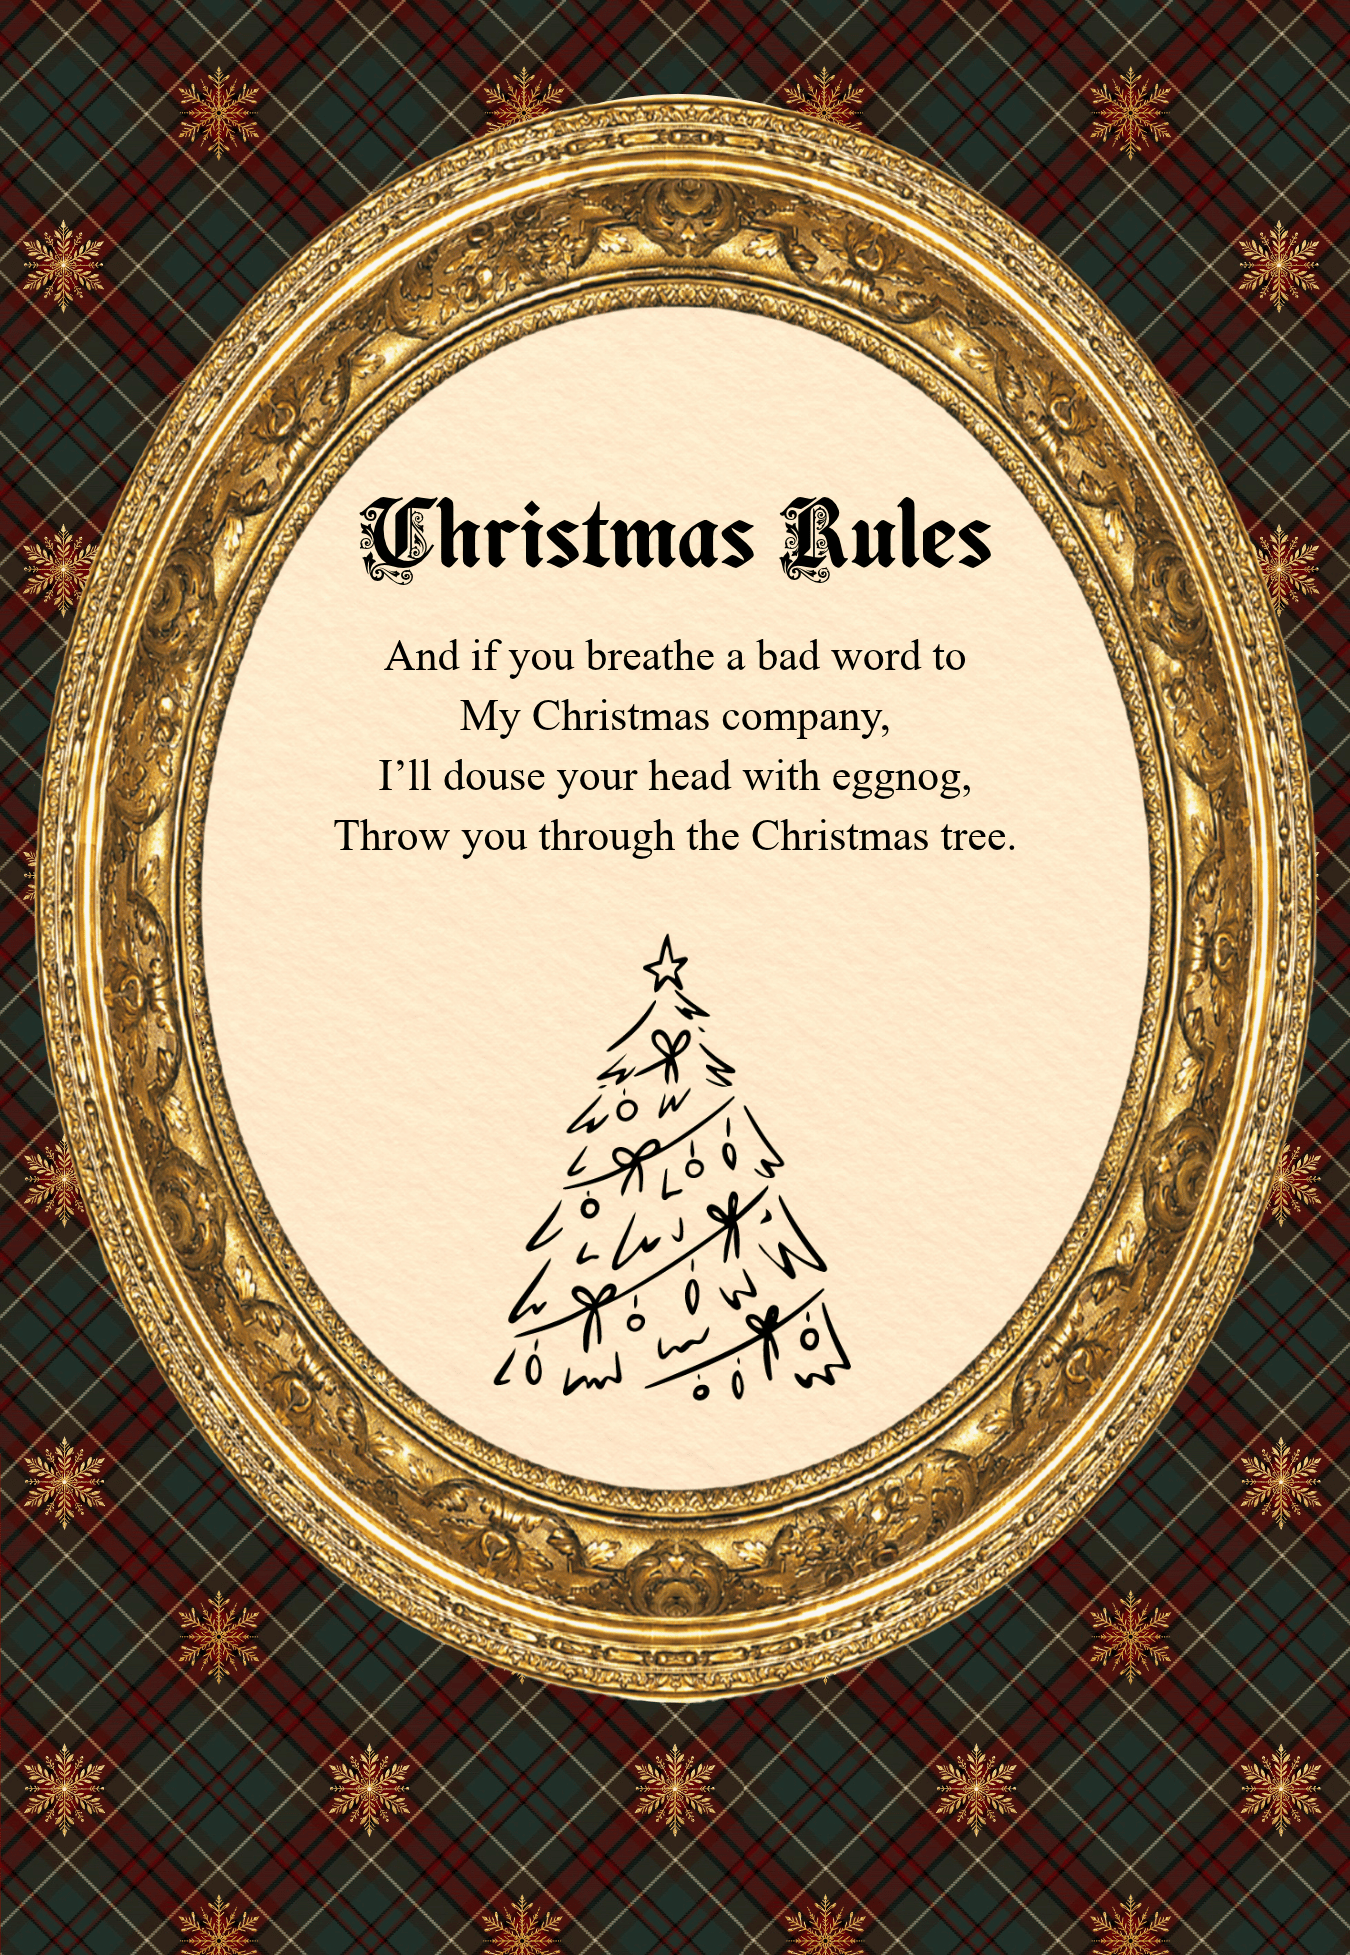 Christmas Rules
And if you breathe a bad word to
My Christmas company,
I’ll douse your head with eggnog,
Throw you through the Christmas tree.